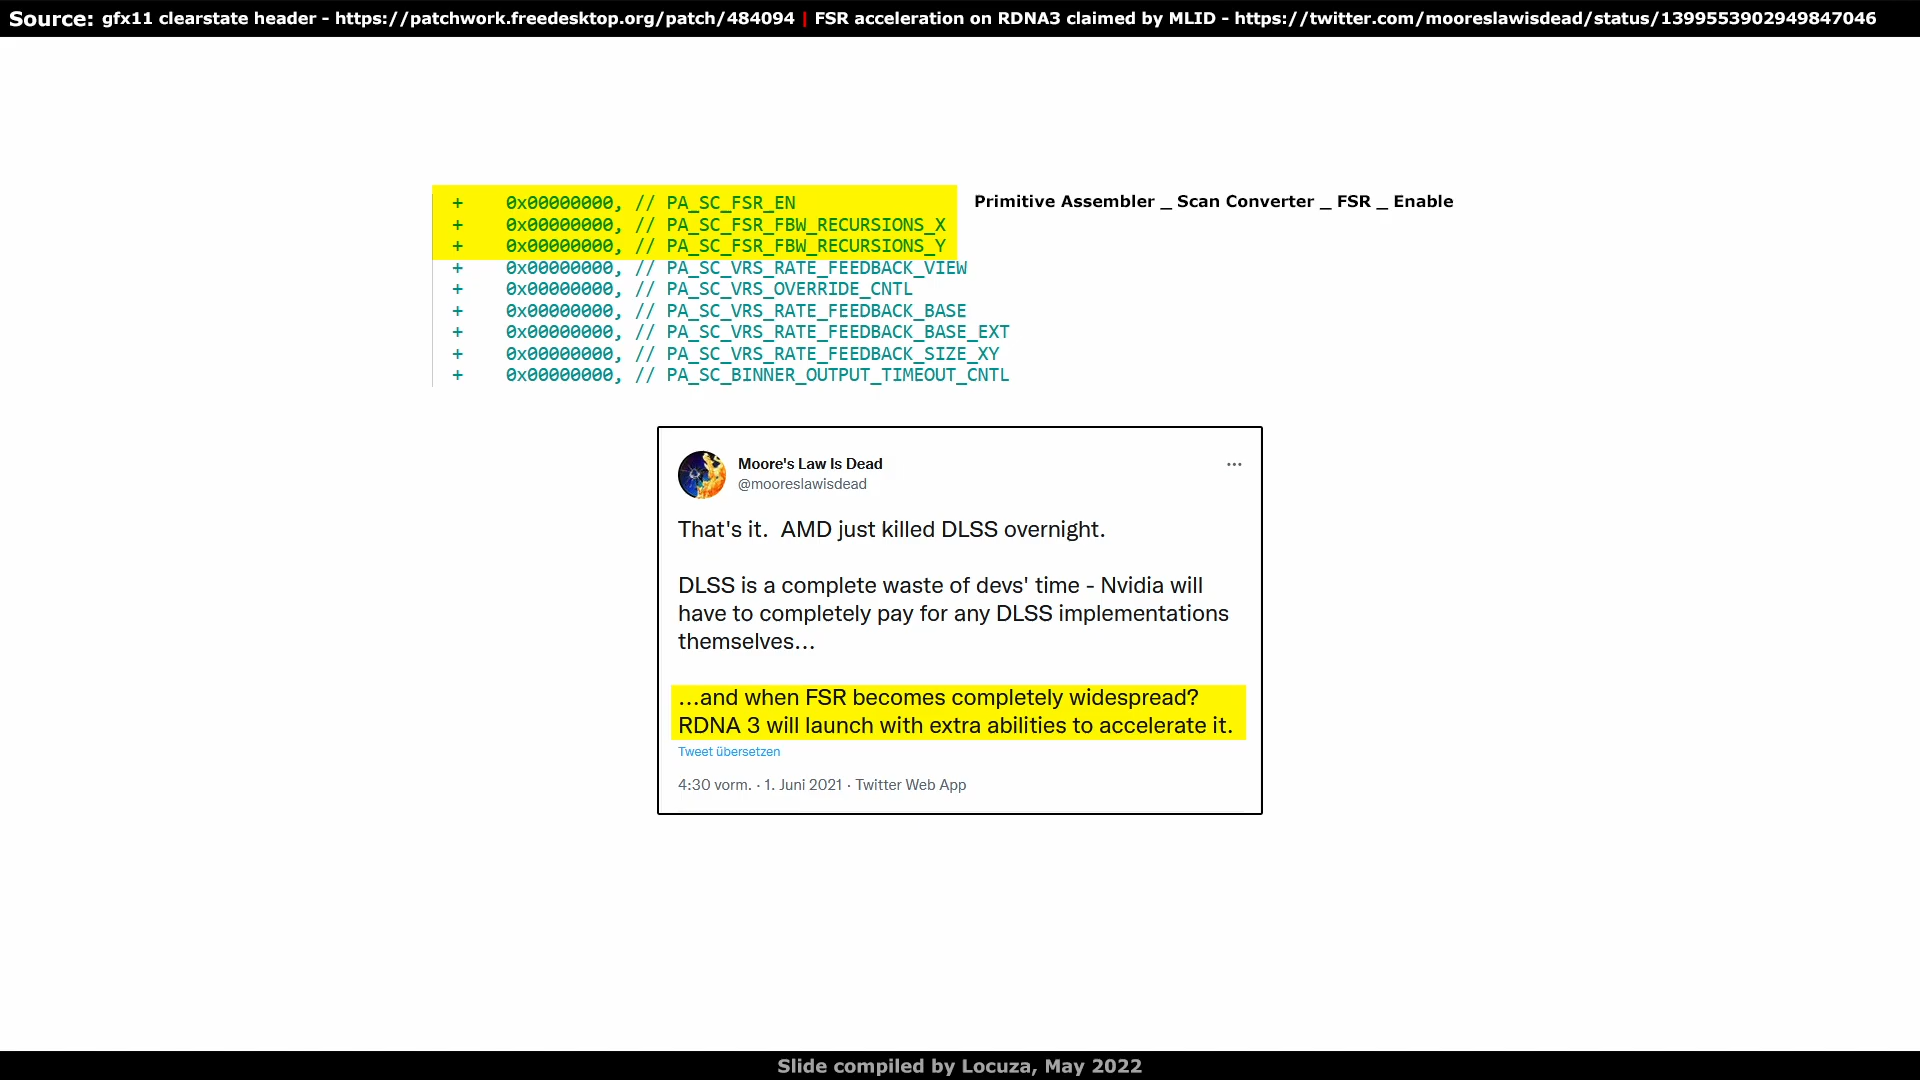 Source: gfx11 clearstate header - https://patchwork.freedesktop.org/patch/484094 | FSR acceleration on RDNA3 claimed by MLID - https://twitter.com/mooreslawisdead/status/1399553902949847046
+ 0x00000000, // PA_SC_FSR_EN Primitive Assembler _ Scan Converter _ FSR _ Enable
+ 0x00000000, // PA_SC_FSR_FBW_RECURSIONS_X
+ 0x00000000, // PA_SC_FSR_FBW_RECURSIONS_Y
+ 0x00000000, // PA_SC_VRS_RATE_FEEDBACK_VIEW
+ 0x00000000, // PA_SC_VRS_OVERRIDE_CNTL
+ 0x00000000, // PA_SC_VRS_RATE_FEEDBACK_BASE
+ 0x00000000, // PA_SC_VRS_RATE_FEEDBACK_BASE_EXT
+ 0x00000000, // PA_SC_VRS_RATE_FEEDBACK_SIZE_XY
+ 0x00000000, // PA_SC_BINNER_OUTPUT_TIMEOUT_CNTL
Moore's Law Is Dead
@mooreslawisdead
That's it. AMD just killed DLSS overnight.
DLSS is a complete waste of devs' time - Nvidia will
have to completely pay for any DLSS implementations
themselves...
...and when FSR becomes completely widespread?
RDNA 3 will launch with extra abilities to accelerate it.
Tweet übersetzen
4:30 vorm. · 1. Juni 2021 · Twitter Web App
Slide compiled by Locuza, May 2022